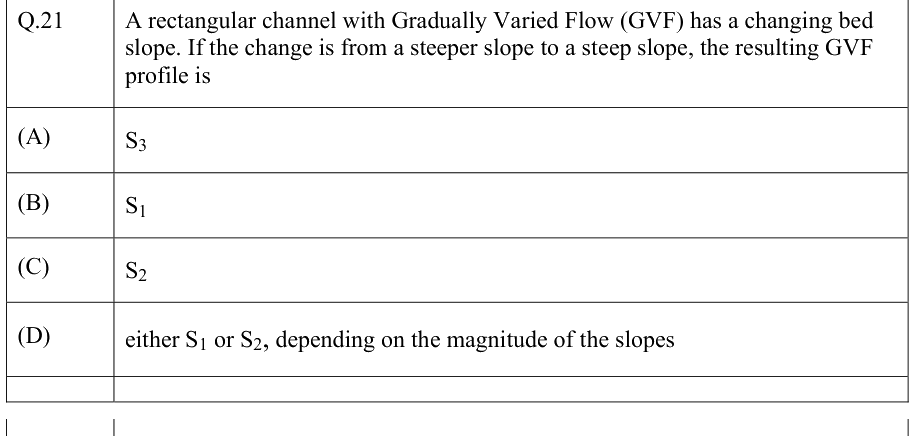 Q.21
A rectangular channel with Gradually Varied Flow (GVF) has a changing bed
slope. If the change is from a steeper slope to a steep slope, the resulting GVF
profile is
(A)
S₃
(B)
S₁
(C)
S₂
(D)
either S₁ or S₂, depending on the magnitude of the slopes